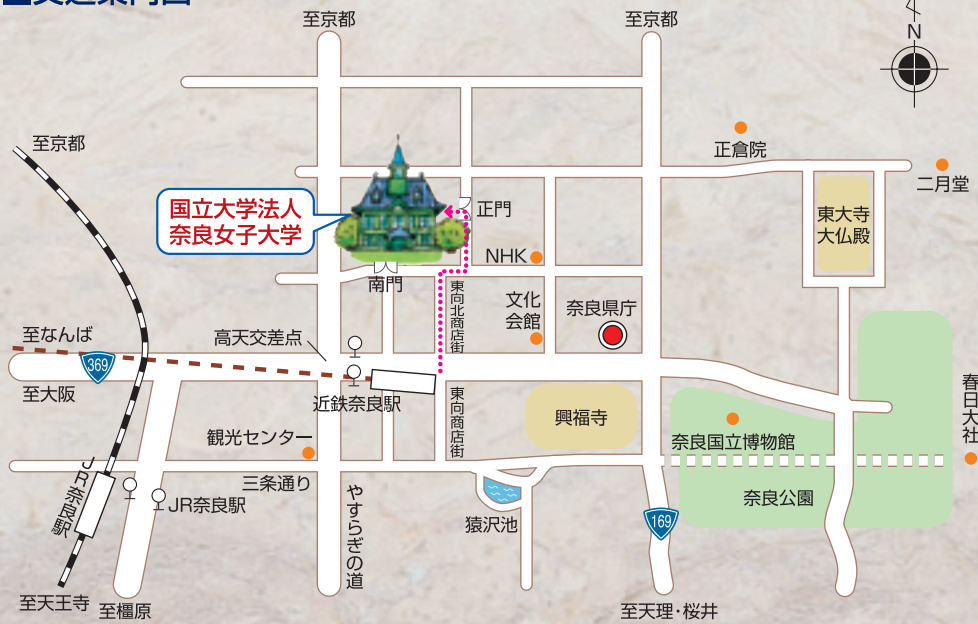 ■交通案内図
至京都
至京都
N
至京都
正倉院
二月堂
国立大学法人
奈良女子大学
正門
東大寺
大仏殿
NHK
南門
東向北商店街
文化
会館
奈良県庁
至なんば
高天交差点
369
至大阪
近鉄奈良駅
東向商店街
興福寺
春日大社
奈良国立博物館
観光センター
三条通り
JR奈良駅
JR奈良駅
やすらぎの道
猿沢池
奈良公園
169
至天王寺
至橿原
至天理・桜井